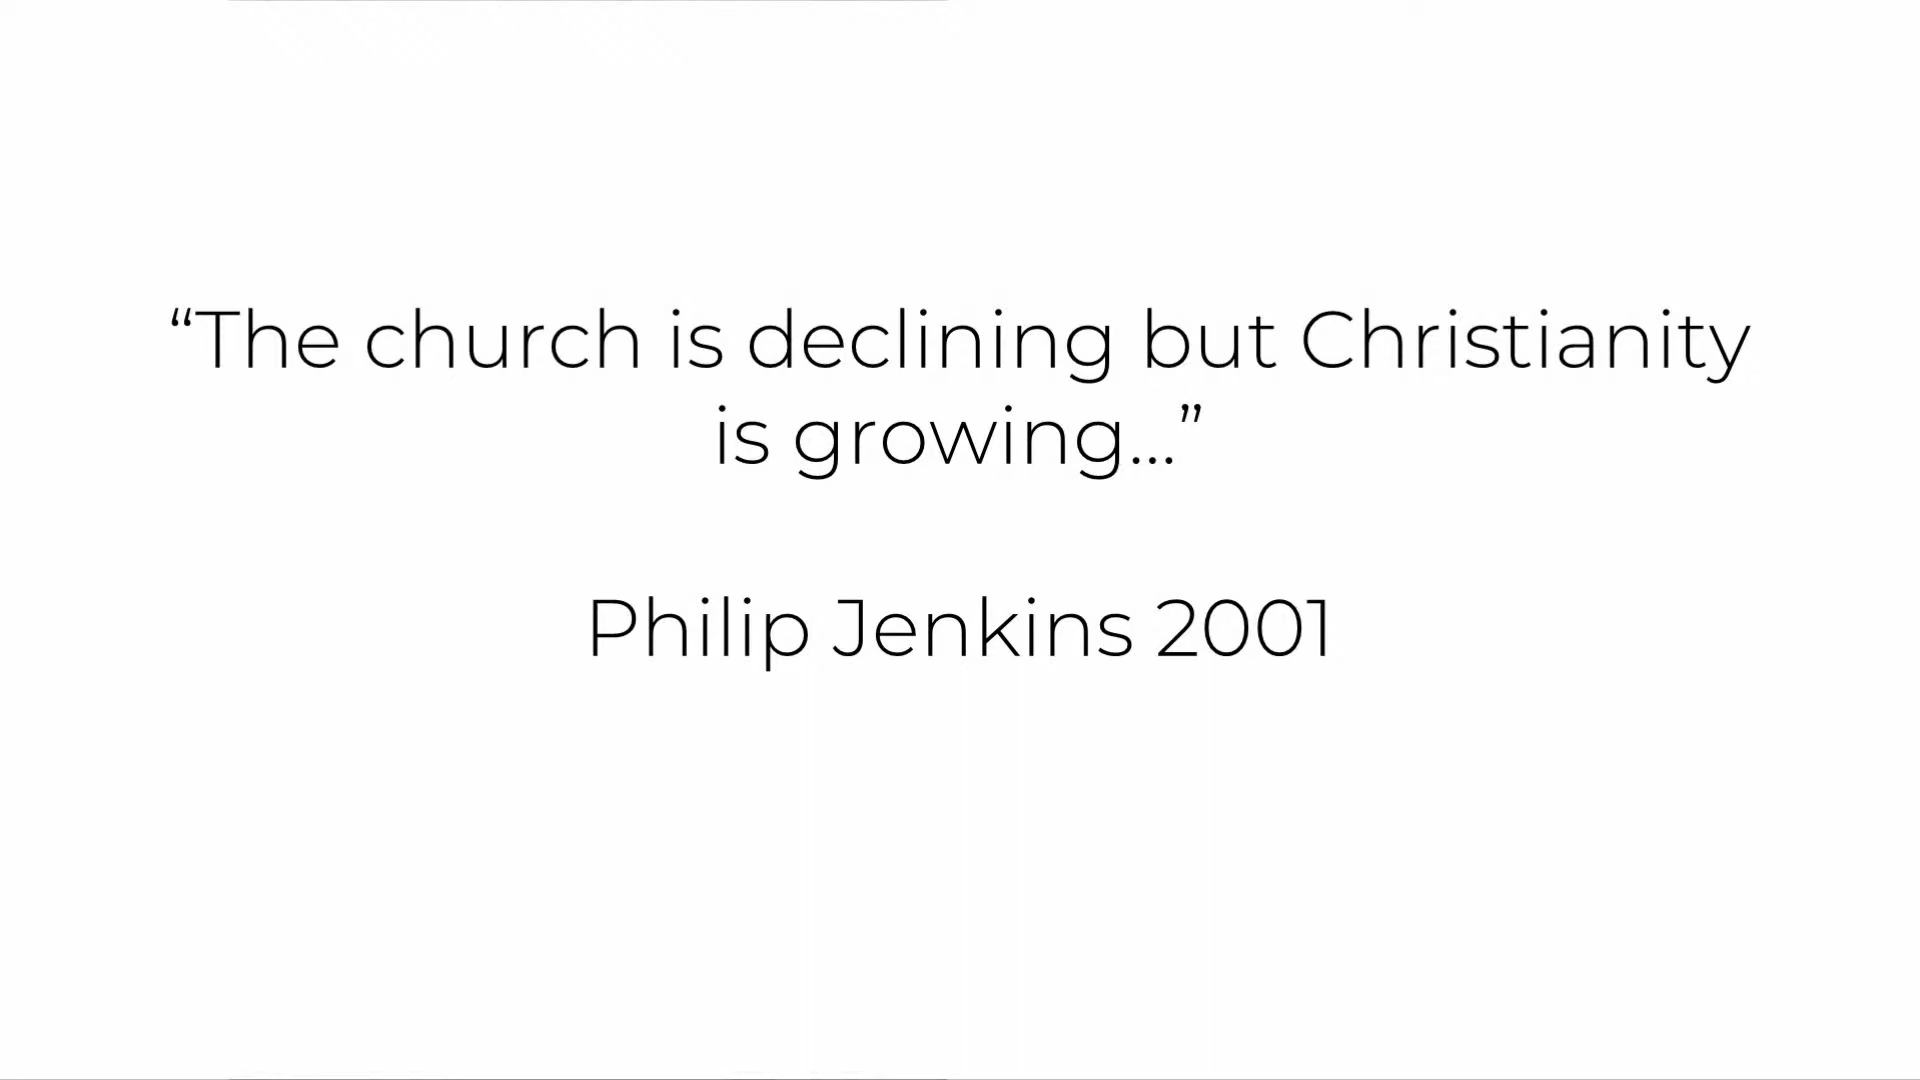 “The church is declining but Christianity
is growing...”
Philip Jenkins 2001